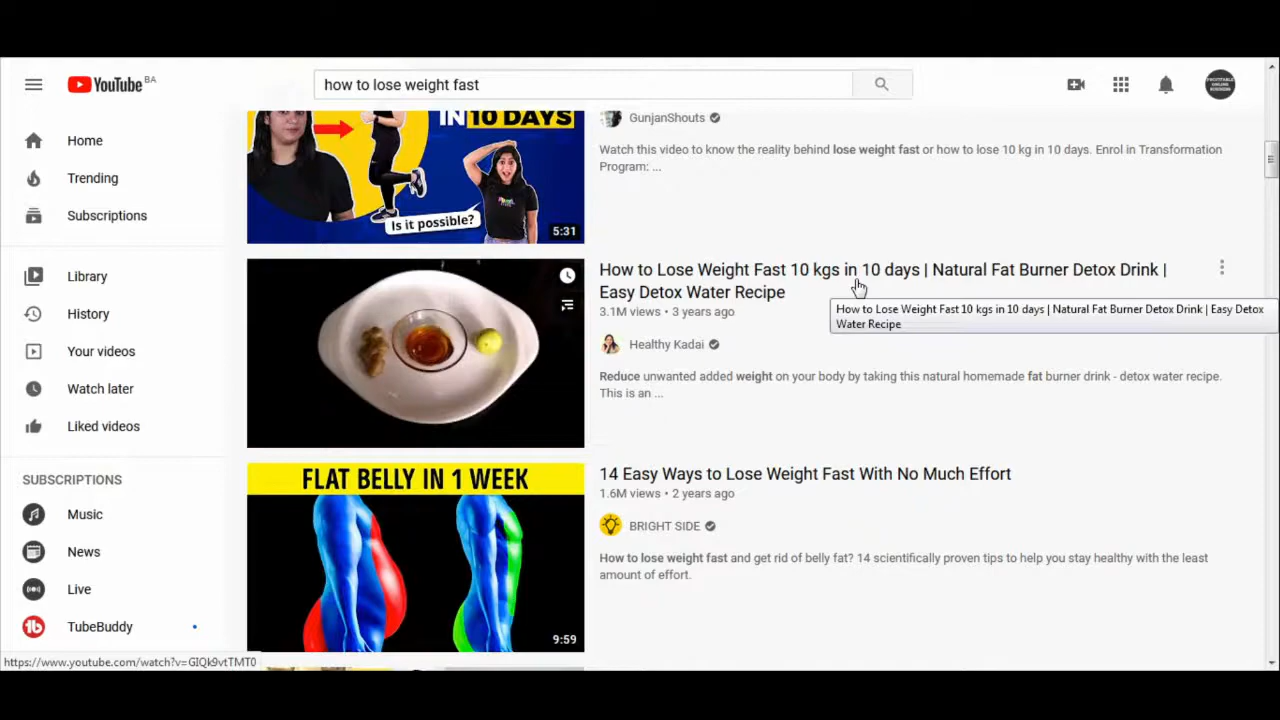 YouTube BA
how to lose weight fast
PROFITABLE ONLINE BUSINESS
Home
Trending
Subscriptions
Library
History
Your videos
Watch later
Liked videos
SUBSCRIPTIONS
Music
News
Live
TubeBuddy
IN 10 DAYS
Is it possible?
5:31
GunjanShouts
Watch this video to know the reality behind lose weight fast or how to lose 10 kg in 10 days. Enrol in Transformation
Program: ...
How to Lose Weight Fast 10 kgs in 10 days | Natural Fat Burner Detox Drink |
Easy Detox Water Recipe
3.1M views • 3 years ago
How to Lose Weight Fast 10 kgs in 10 days | Natural Fat Burner Detox Drink | Easy Detox
Water Recipe
Healthy Kadai
Reduce unwanted added weight on your body by taking this natural homemade fat burner drink - detox water recipe.
This is an ...
FLAT BELLY IN 1 WEEK
9:59
14 Easy Ways to Lose Weight Fast With No Much Effort
1.6M views • 2 years ago
BRIGHT SIDE
How to lose weight fast and get rid of belly fat? 14 scientifically proven tips to help you stay healthy with the least
amount of effort.
https://www.youtube.com/watch?v=GIQk9vtTMT0